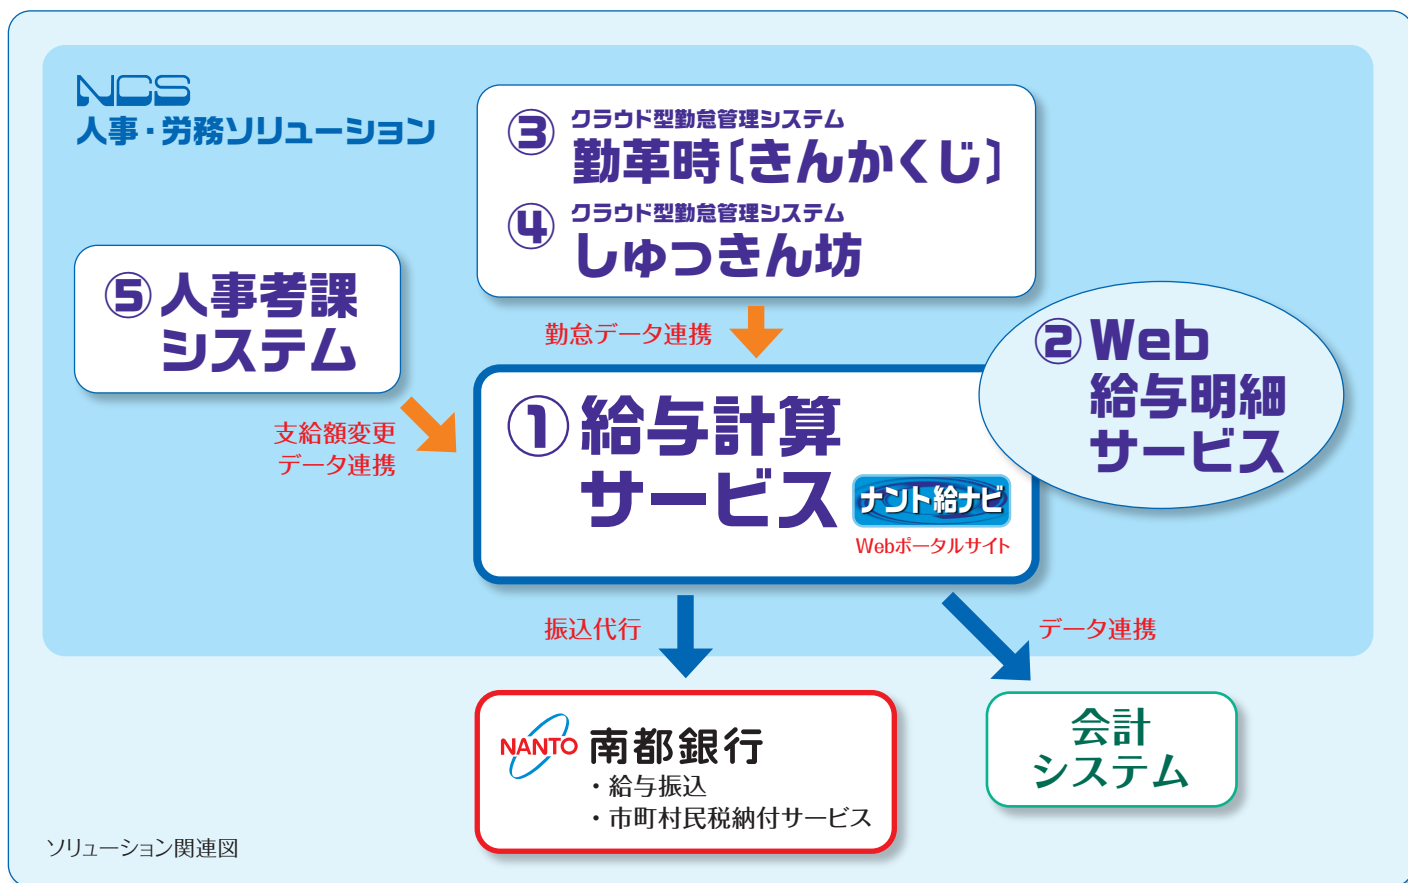 NCS
人事・労務ソリューション
③ クラウド型勤怠管理システム
勤革時〔きんかくじ〕
④ クラウド型勤怠管理システム
しゅっきん坊
⑤人事考課
システム
勤怠データ連携
②Web
給与明細
サービス
支給額変更
データ連携
①給与計算
サービス
ナント給ナビ
Webポータルサイト
振込代行
データ連携
NANTO 南都銀行
・給与振込
・市町村民税納付サービス
会計
システム
ソリューション関連図